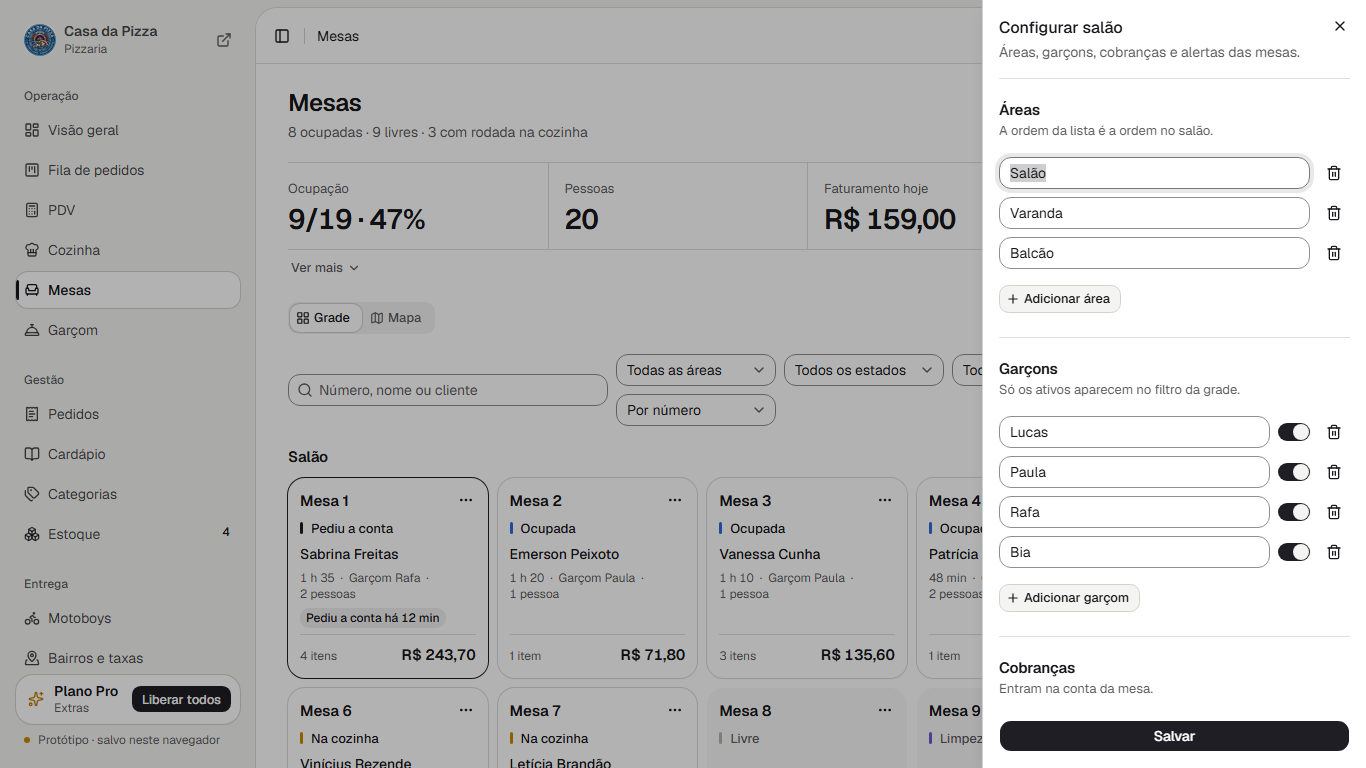 Casa da Pizza
Pizzaria
Operação
Visão geral
Fila de pedidos
PDV
Cozinha
Mesas
Garçom
Gestão
Pedidos
Cardápio
Categorias
Estoque 4
Entrega
Motoboys
Bairros e taxas
Plano Pro
Extras
Liberar todos
Protótipo · salvo neste navegador
Mesas
Mesas
8 ocupadas · 9 livres · 3 com rodada na cozinha
Ocupação
9/19 · 47%
Pessoas
20
Faturamento hoje
R$ 159,00
Ver mais
Grade Mapa
Número, nome ou cliente
Todas as áreas
Todos os estados
Por número
Salão
Mesa 1
Pediu a conta
Sabrina Freitas
1 h 35 · Garçom Rafa ·
2 pessoas
Pediu a conta há 12 min
4 itens R$ 243,70
Mesa 2
Ocupada
Emerson Peixoto
1 h 20 · Garçom Paula ·
1 pessoa
1 item R$ 71,80
Mesa 3
Ocupada
Vanessa Cunha
1 h 10 · Garçom Paula ·
1 pessoa
3 itens R$ 135,60
Mesa 4
Patrícia
48 min ·
2 pessoas
1 item
Mesa 6
Na cozinha
Vinícius Rezende
Mesa 7
Na cozinha
Letícia Brandão
Mesa 8
Livre
Mesa 9
Configurar salão
Áreas, garçons, cobranças e alertas das mesas.
Áreas
A ordem da lista é a ordem no salão.
Salão
Varanda
Balcão
+ Adicionar área
Garçons
Só os ativos aparecem no filtro da grade.
Lucas
Paula
Rafa
Bia
+ Adicionar garçom
Cobranças
Entram na conta da mesa.
Salvar